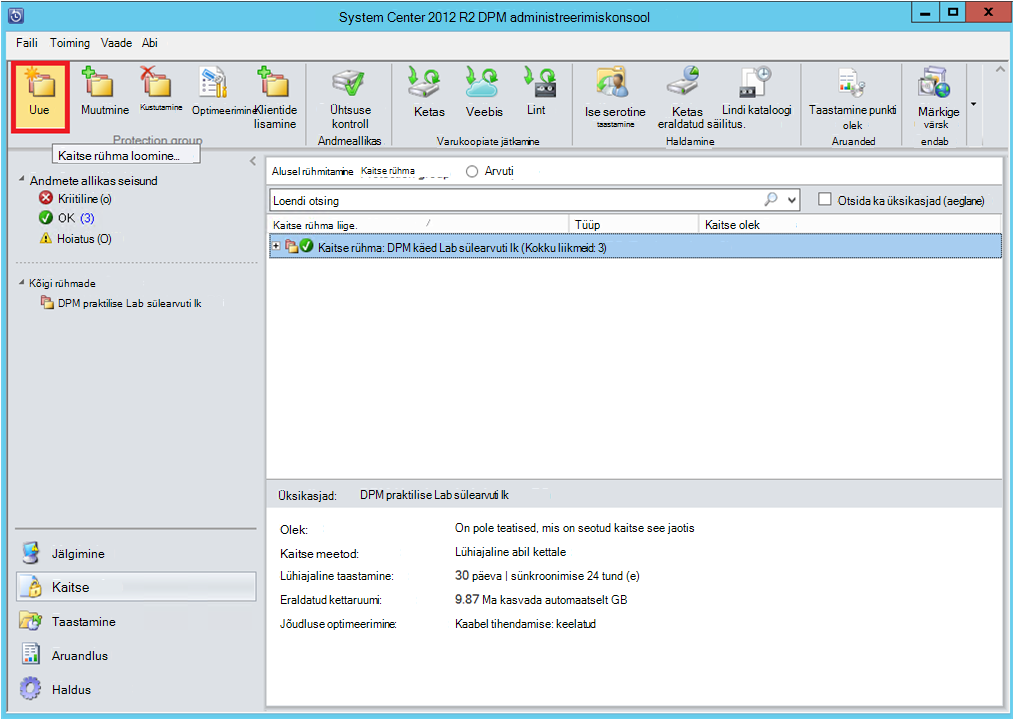 System Center 2012 R2 DPM administreerimiskonsool
Faili Toiming Vaade Abi
Uue
Muutmine
Kustutamine
Optimeerimine
Klientide lisamine
Protection group
Ühtsuse kontroll
Andmeallikas
Ketas
Veebis
Lint
Varukoopiate jätkamine
Ise serotine
taastamine
Ketas
eraldatud säilitus.
Lindi kataloogi
Haldamine
Taastamine punkti
olek
Aruanded
Märkige
värsk
endab
Kaitse rühma loomine...
Andmete allikas seisund
Kriitiline (o)
OK (3)
Hoiatus (O)
Kõigi rühmade
DPM praktilise Lab sülearvuti lk
Jälgimine
Kaitse
Taastamine
Aruandlus
Haldus
Alusel rühmitamine Kaitse rühma Arvuti
Loendi otsing
Otsida ka üksikasjad (aeglane)
Kaitse rühma liige. Tüüp Kaitse olek
Kaitse rühma: DPM käed Lab sülearvuti lk (Kokku liikmeid: 3)
Üksikasjad: DPM praktilise Lab sülearvuti lk
Olek: On pole teatised, mis on seotud kaitse see jaotis
Kaitse meetod: Lühiajaline abil kettale
Lühiajaline taastamine: 30 päeva | sünkroonimise 24 tund (e)
Eraldatud kettaruumi: 9.87 Ma kasvada automaatselt GB
Jõudluse optimeerimine: Kaabel tihendamise: keelatud